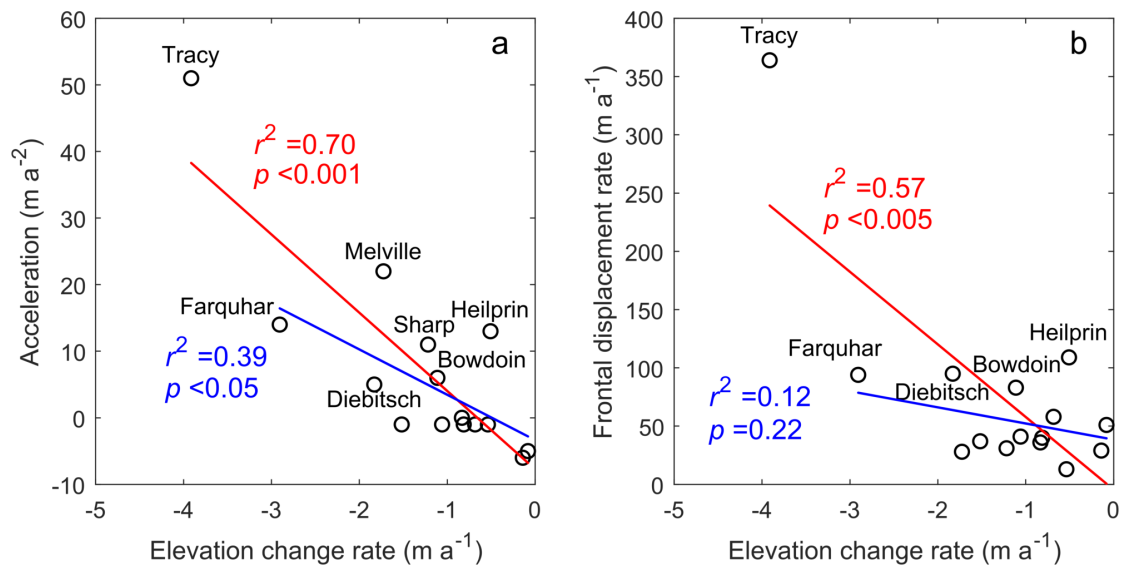 a
60
50
40
30
20
10
0
-10
Acceleration (m a⁻²)
Tracy
r² =0.70
p <0.001
Melville
Farquhar
Sharp
Heilprin
Bowdoin
r² =0.39
p <0.05
Diebitsch
-5 -4 -3 -2 -1 0
Elevation change rate (m a⁻¹)
b
400
350
300
250
200
150
100
50
0
Frontal displacement rate (m a⁻¹)
Tracy
r² =0.57
p <0.005
Heilprin
Farquhar
Bowdoin
Diebitsch
r² =0.12
p =0.22
-5 -4 -3 -2 -1 0
Elevation change rate (m a⁻¹)